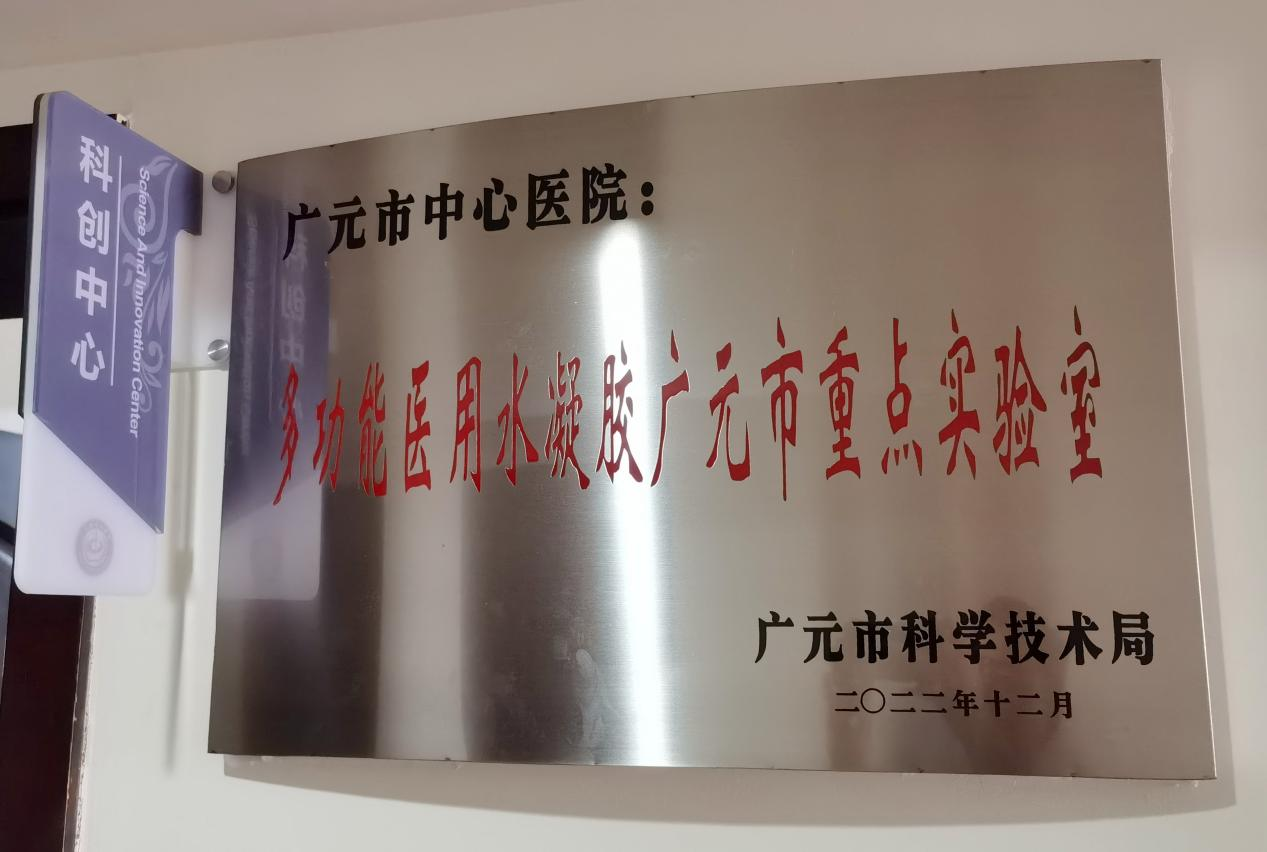 科创中心
Science And Innovation Center
广元市中心医院：
多功能医用水凝胶广元市重点实验室
广元市科学技术局
二〇二二年十二月